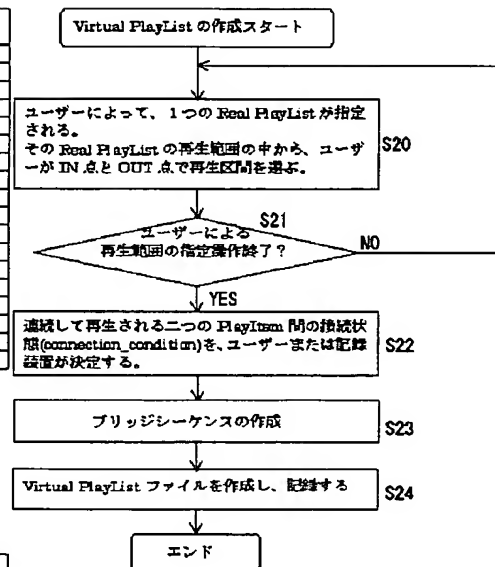 Virtual PlayList の作成スタート
ユーザーによって、1つの Real PlayList が指定
される。
その Real PlayList の再生範囲の中から、ユーザ
ーが IN 点と OUT 点で再生区間を選ぶ。
S20
S21
ユーザーによる
再生範囲の指定操作終了？
NO
YES
連続して再生される二つの PlayItem 間の接続状
態(connection_condition)を、ユーザーまたは記録
装置が決定する。
S22
ブリッジシーケンスの作成
S23
Virtual PlayList ファイルを作成し、記録する
S24
エンド